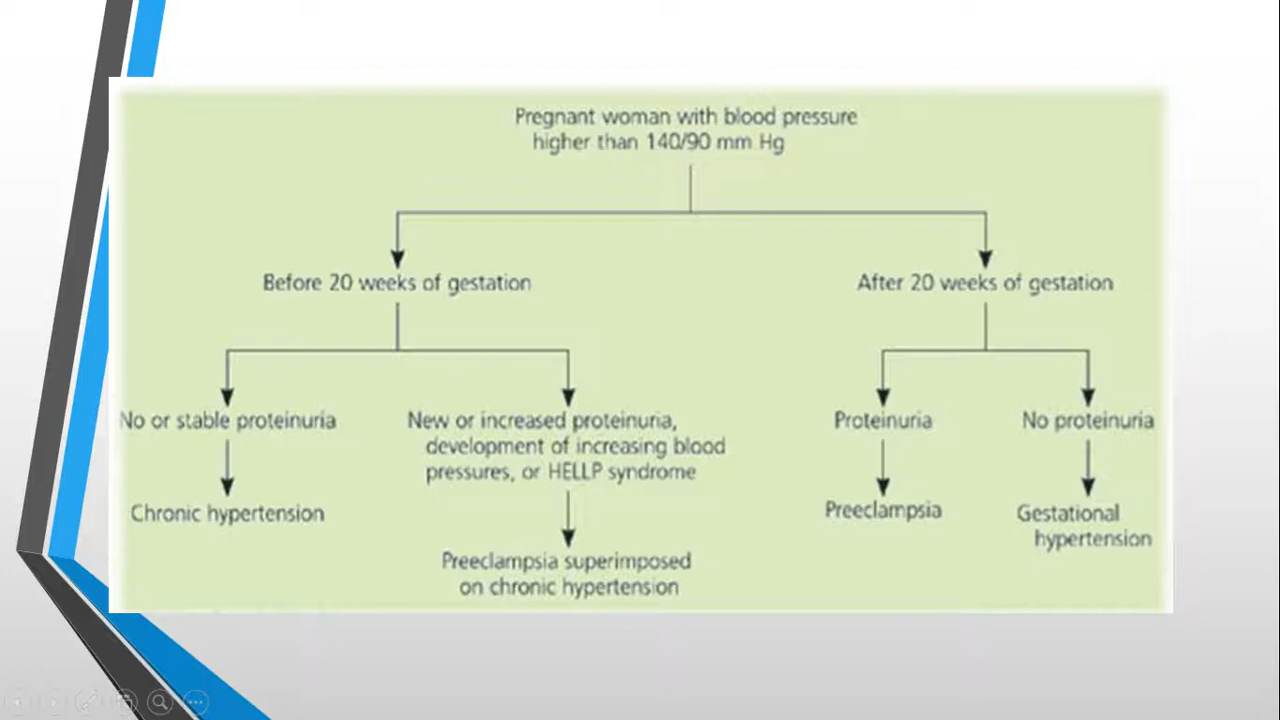 Pregnant woman with blood pressure
higher than 140/90 mm Hg
Before 20 weeks of gestation
After 20 weeks of gestation
No or stable proteinuria
New or increased proteinuria,
development of increasing blood
pressures, or HELLP syndrome
Proteinuria
No proteinuria
Chronic hypertension
Preeclampsia superimposed
on chronic hypertension
Preeclampsia
Gestational
hypertension